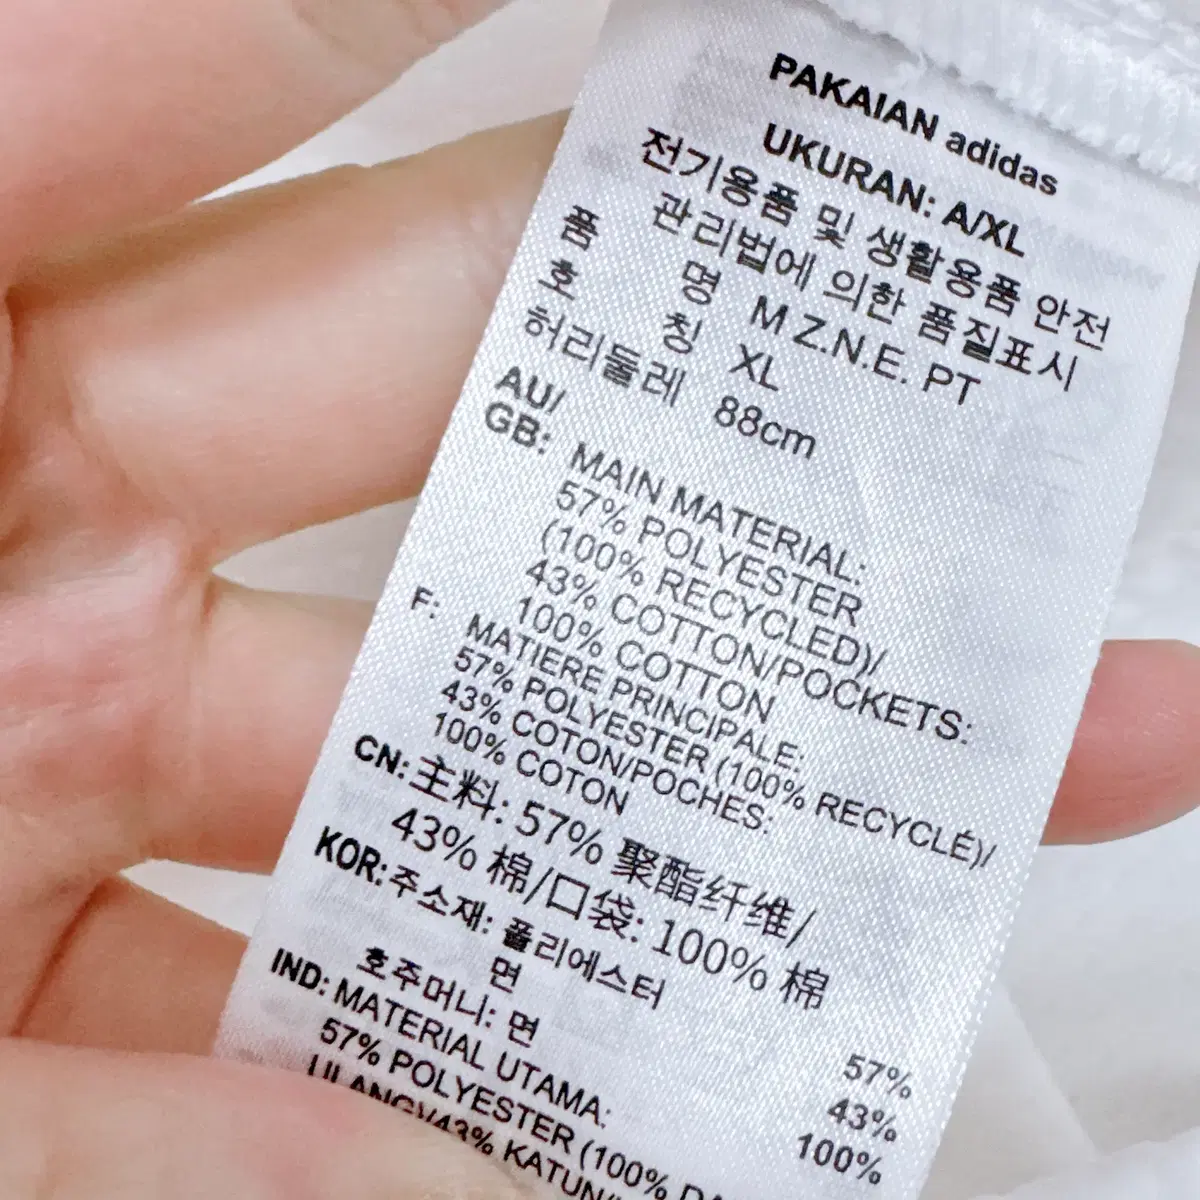 PAKAIAN adidas
UKURAN: A/XL
전기용품 및 생활용품 안전
관리법에 의한 품질표시
품 명 M Z.N.E. PT
호 칭 XL
허리둘레 88cm
AU/
GB: MAIN MATERIAL:
57% POLYESTER
(100% RECYCLED)/
43% COTTON/POCKETS:
100% COTTON
F: MATIERE PRINCIPALE:
57% POLYESTER (100% RECYCLÉ)/
43% COTON/POCHES:
100% COTON
CN: 主料: 57% 聚酯纤维/
43% 棉/口袋: 100% 棉
KOR: 주소재: 폴리에스터 57%
면 43%
호주머니: 면 100%
IND: MATERIAL UTAMA:
57% POLYESTER (100%
ULANG)/43%